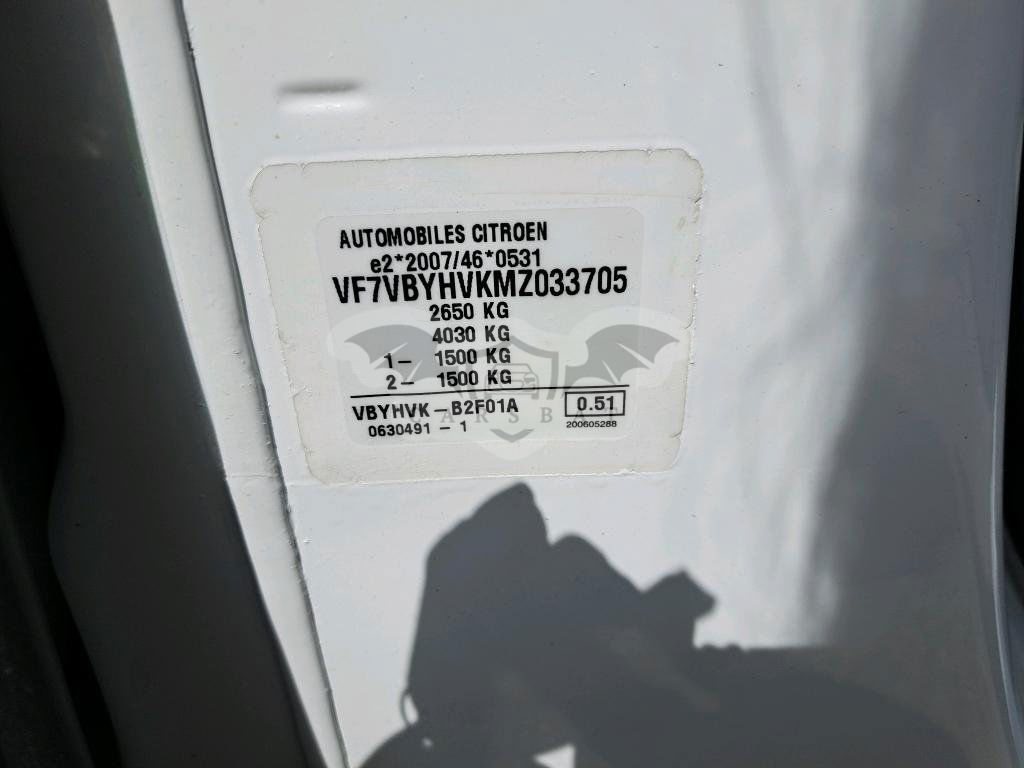 AUTOMOBILES CITROEN
e2*2007/46*0531
VF7VBYHVKMZ033705
2650 KG
4030 KG
1- 1500 KG
2- 1500 KG
VBYHVK-B2F01A 0.51
0630491-1 200605288